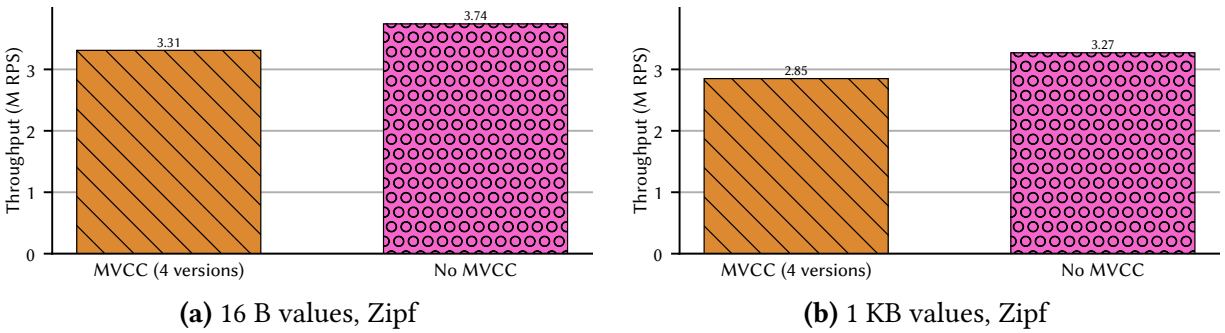 Throughput (M RPS)
3
2
1
0
3.31
3.74
MVCC (4 versions)
No MVCC
(a) 16 B values, Zipf
Throughput (M RPS)
3
2
1
0
2.85
3.27
MVCC (4 versions)
No MVCC
(b) 1 KB values, Zipf